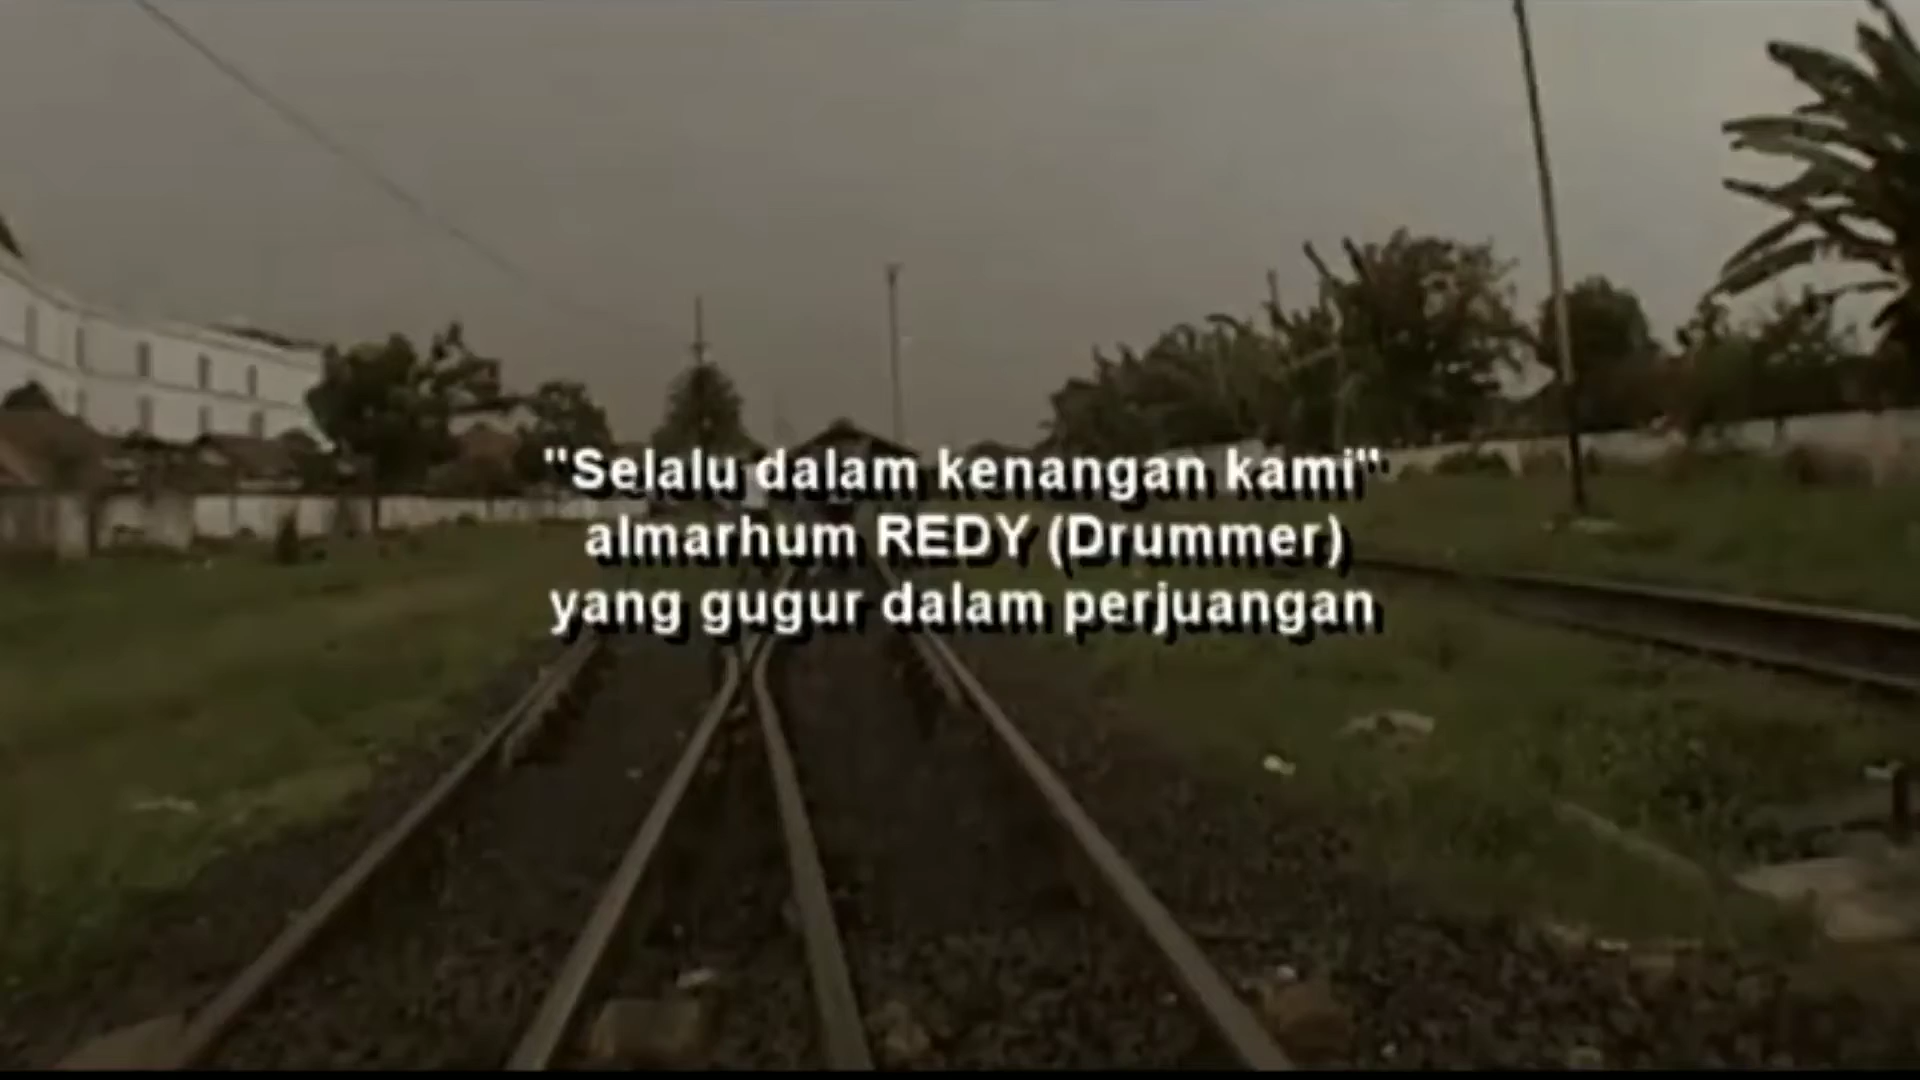 "Selalu dalam kenangan kami"
almarhum REDY (Drummer)
yang gugur dalam perjuangan